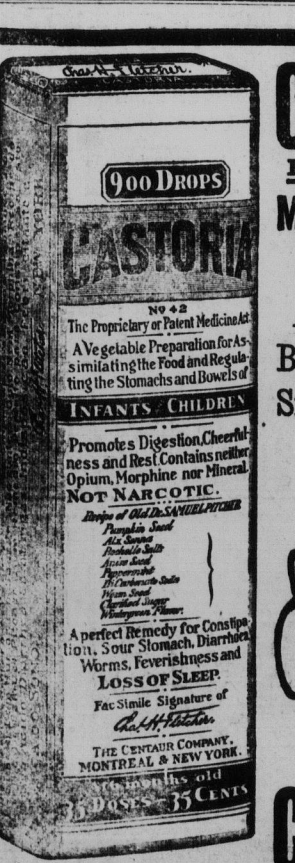 Chas. H. Fletcher.
900 DROPS
CASTORIA
No 42
The Proprietary or Patent Medicine Act.
A Vegetable Preparation for As-
similating the Food and Regula-
ting the Stomachs and Bowels of
INFANTS CHILDREN
Promotes Digestion, Cheerful-
ness and Rest. Contains neither
Opium, Morphine nor Mineral.
NOT NARCOTIC.
Recipe of Old Dr. SAMUEL PITCHER
Pumpkin Seed
Alx. Senna
Rochelle Salts
Anise Seed
Peppermint
Bi Carbonate Soda
Worm Seed
Clarified Sugar
Wintergreen Flavor.
A perfect Remedy for Constipa-
tion, Sour Stomach, Diarrhoea,
Worms, Feverishness and
LOSS OF SLEEP.
Fac Simile Signature of
Chas. H. Fletcher.
THE CENTAUR COMPANY,
MONTREAL & NEW YORK.
months old
35 DOSES - 35 CENTS
M
B
S